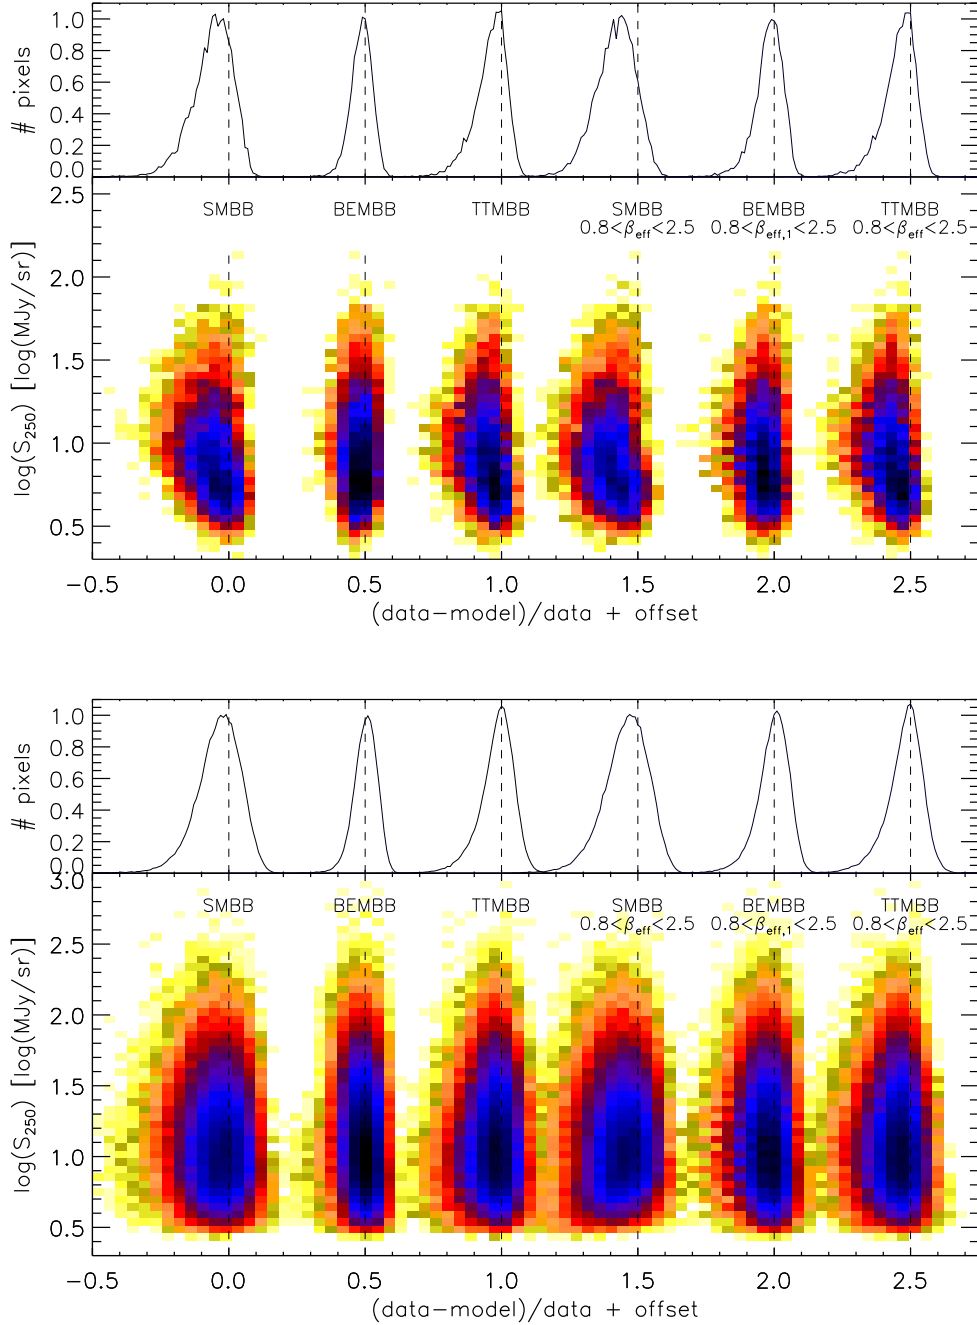 # pixels
1.0
0.8
0.6
0.4
0.2
0.0
log(S250) [log(MJy/sr)]
2.5
2.0
1.5
1.0
0.5
SMBB BEMBB TTMBB SMBB BEMBB TTMBB
0.8<βeff<2.5 0.8<βeff,1<2.5 0.8<βeff<2.5
−0.5 0.0 0.5 1.0 1.5 2.0 2.5
(data−model)/data + offset
# pixels
1.0
0.8
0.6
0.4
0.2
0.0
log(S250) [log(MJy/sr)]
3.0
2.5
2.0
1.5
1.0
0.5
SMBB BEMBB TTMBB SMBB BEMBB TTMBB
0.8<βeff<2.5 0.8<βeff,1<2.5 0.8<βeff<2.5
−0.5 0.0 0.5 1.0 1.5 2.0 2.5
(data−model)/data + offset